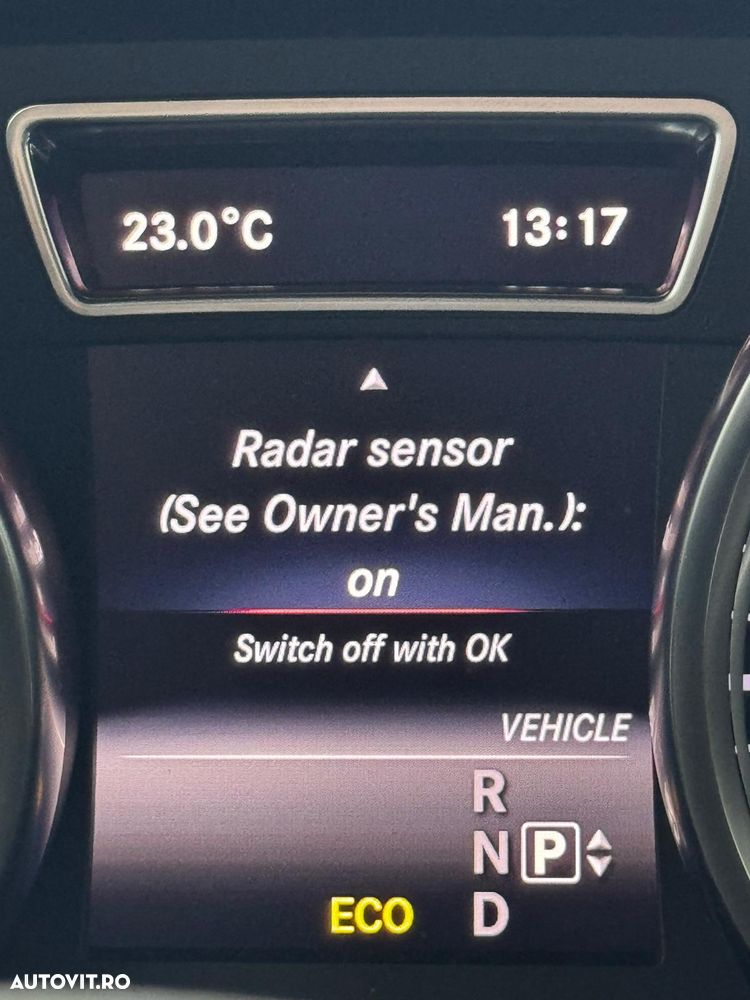 23.0°C 13:17
Radar sensor
(See Owner's Man.):
on
Switch off with OK
VEHICLE
R
N P
ECO D
AUTOVIT.RO